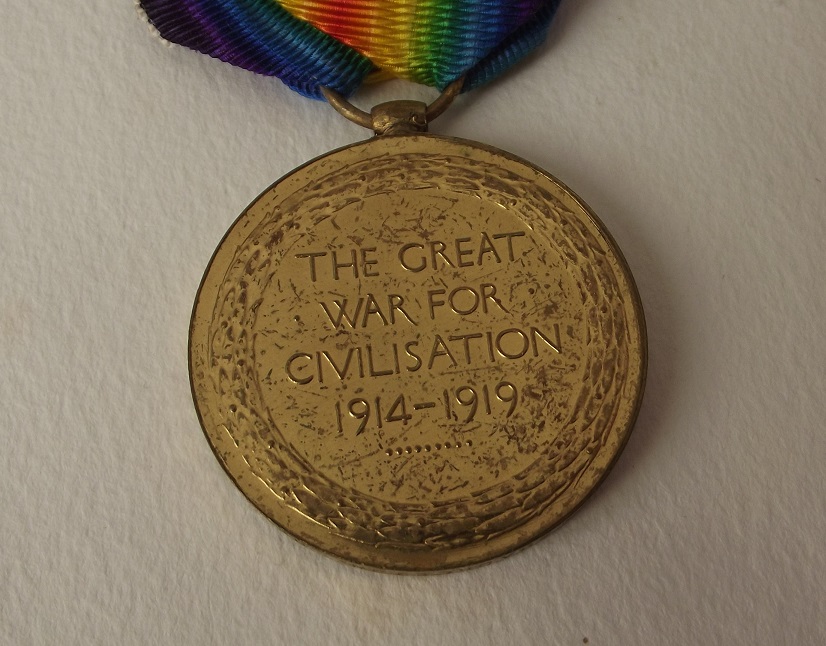 THE GREAT
WAR FOR
CIVILISATION
1914-1919